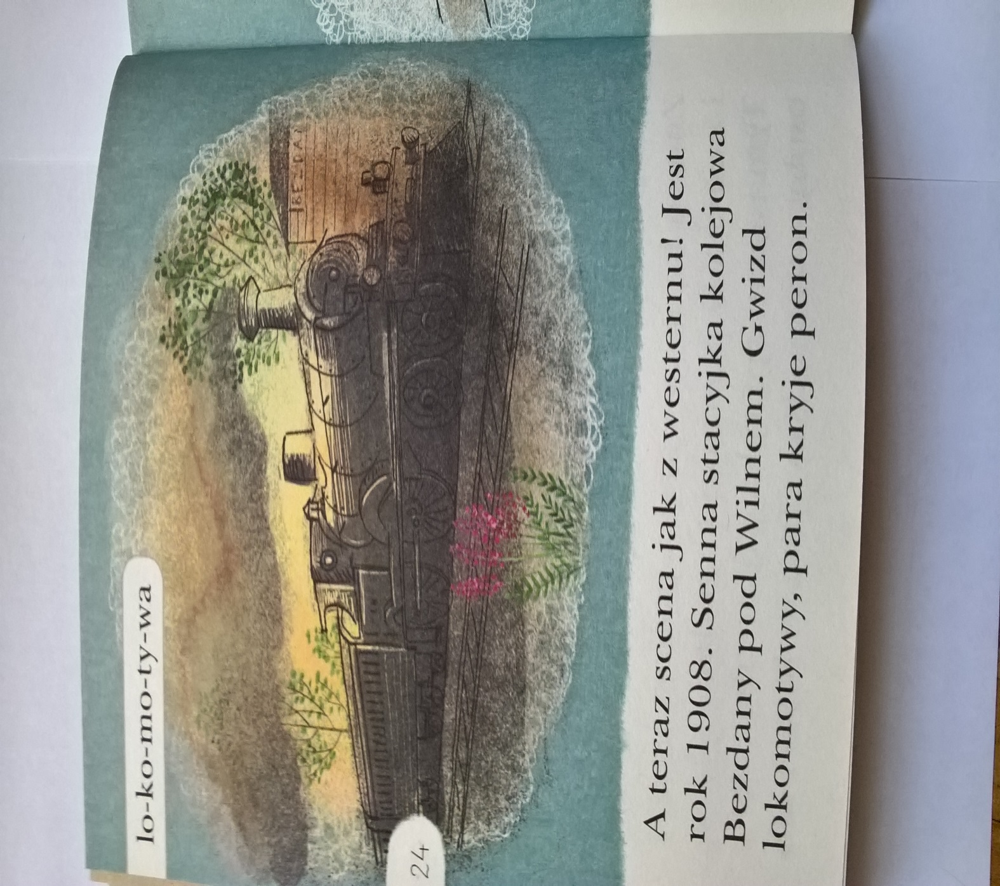 lo-ko-mo-ty-wa
BEZDA
24
A teraz scena jak z westernu! Jest
rok 1908. Senna stacyjka kolejowa
Bezdany pod Wilnem. Gwizd
lokomotywy, para kryje peron.